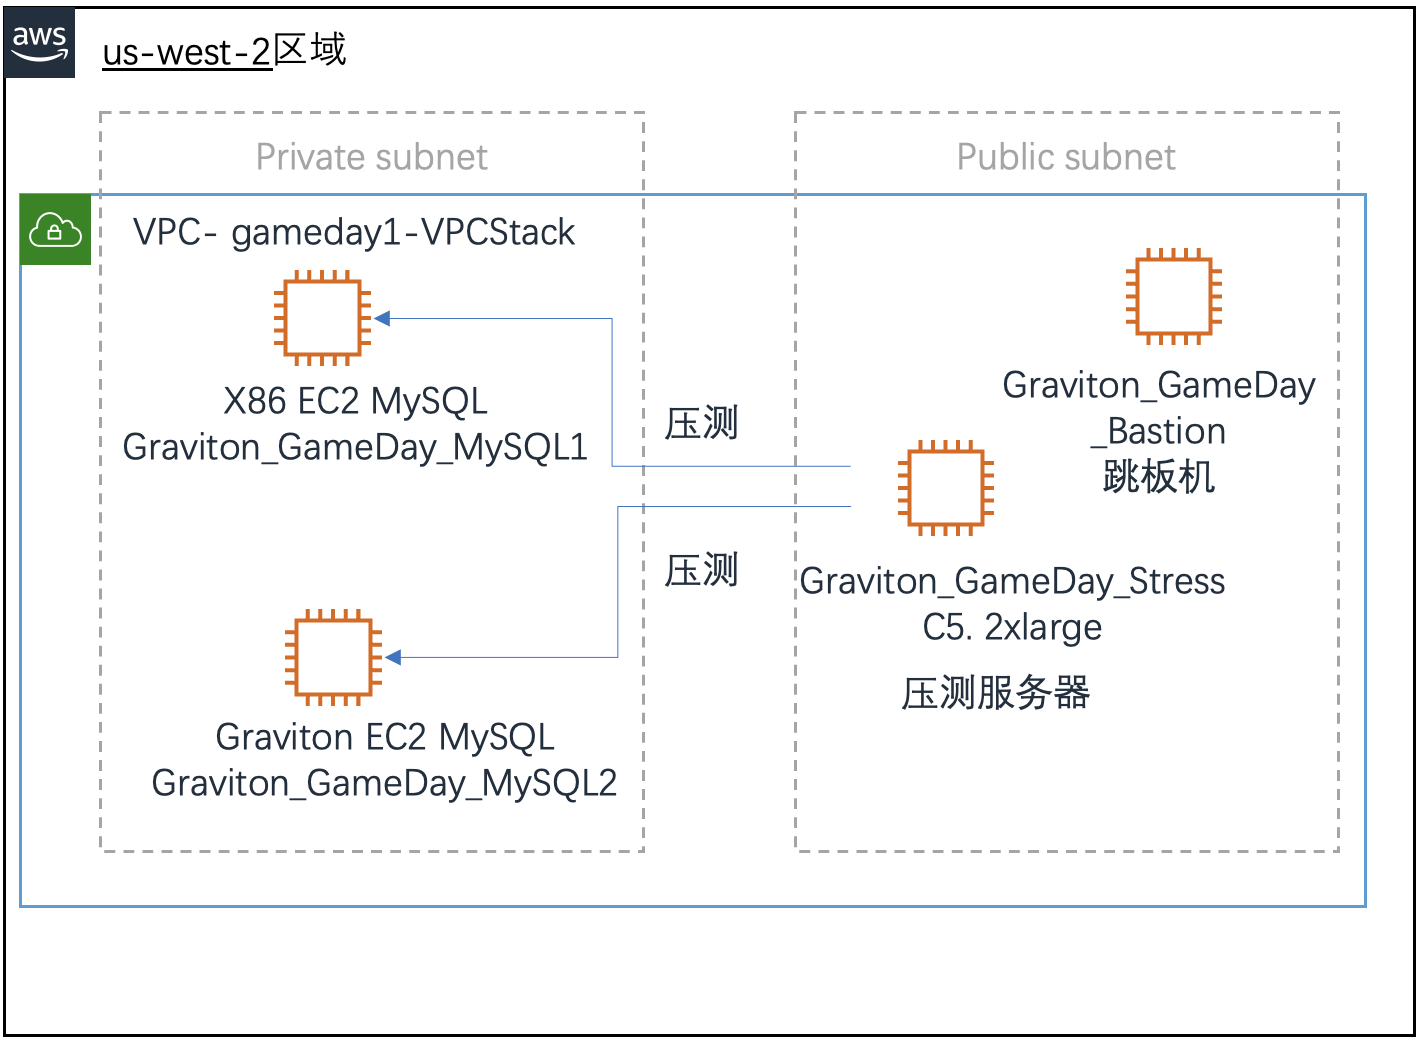 aws
us-west-2区域
Private subnet
Public subnet
VPC- gameday1-VPCStack
X86 EC2 MySQL
Graviton_GameDay_MySQL1
压测
压测
Graviton_GameDay
_Bastion
跳板机
Graviton_GameDay_Stress
C5. 2xlarge
压测服务器
Graviton EC2 MySQL
Graviton_GameDay_MySQL2